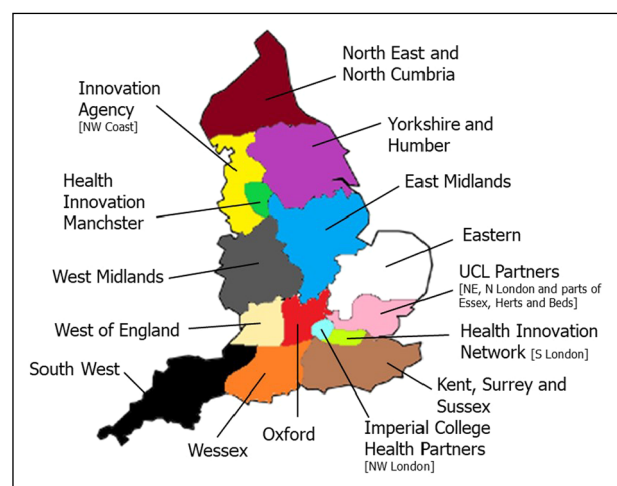 North East and
North Cumbria
Innovation
Agency
[NW Coast]
Yorkshire and
Humber
Health
Innovation
Manchster
East Midlands
Eastern
West Midlands
UCL Partners
[NE, N London and parts of
Essex, Herts and Beds]
West of England
Health Innovation
Network [S London]
South West
Kent, Surrey and
Sussex
Wessex
Oxford
Imperial College
Health Partners
[NW London]